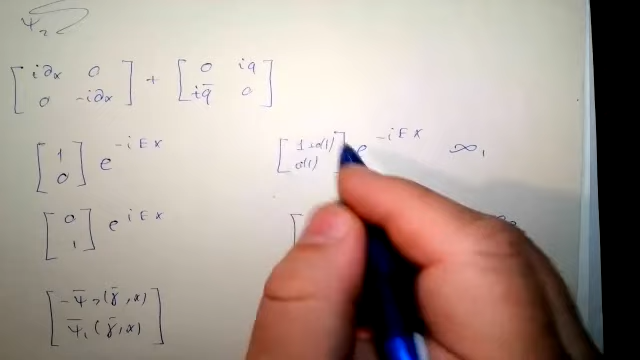 Ψ₂
[ i∂x 0 ; 0 -i∂x ] + [ 0 iq ; iq̄ 0 ]
[ 1 ; 0 ] e^{-iEx} [ 1+o(1) ; o(1) ] e^{-iEx} ∞₁
[ 0 ; 1 ] e^{iEx}
[ -Ψ̄₂(γ̄,x) ; Ψ̄₁(γ̄,x) ]